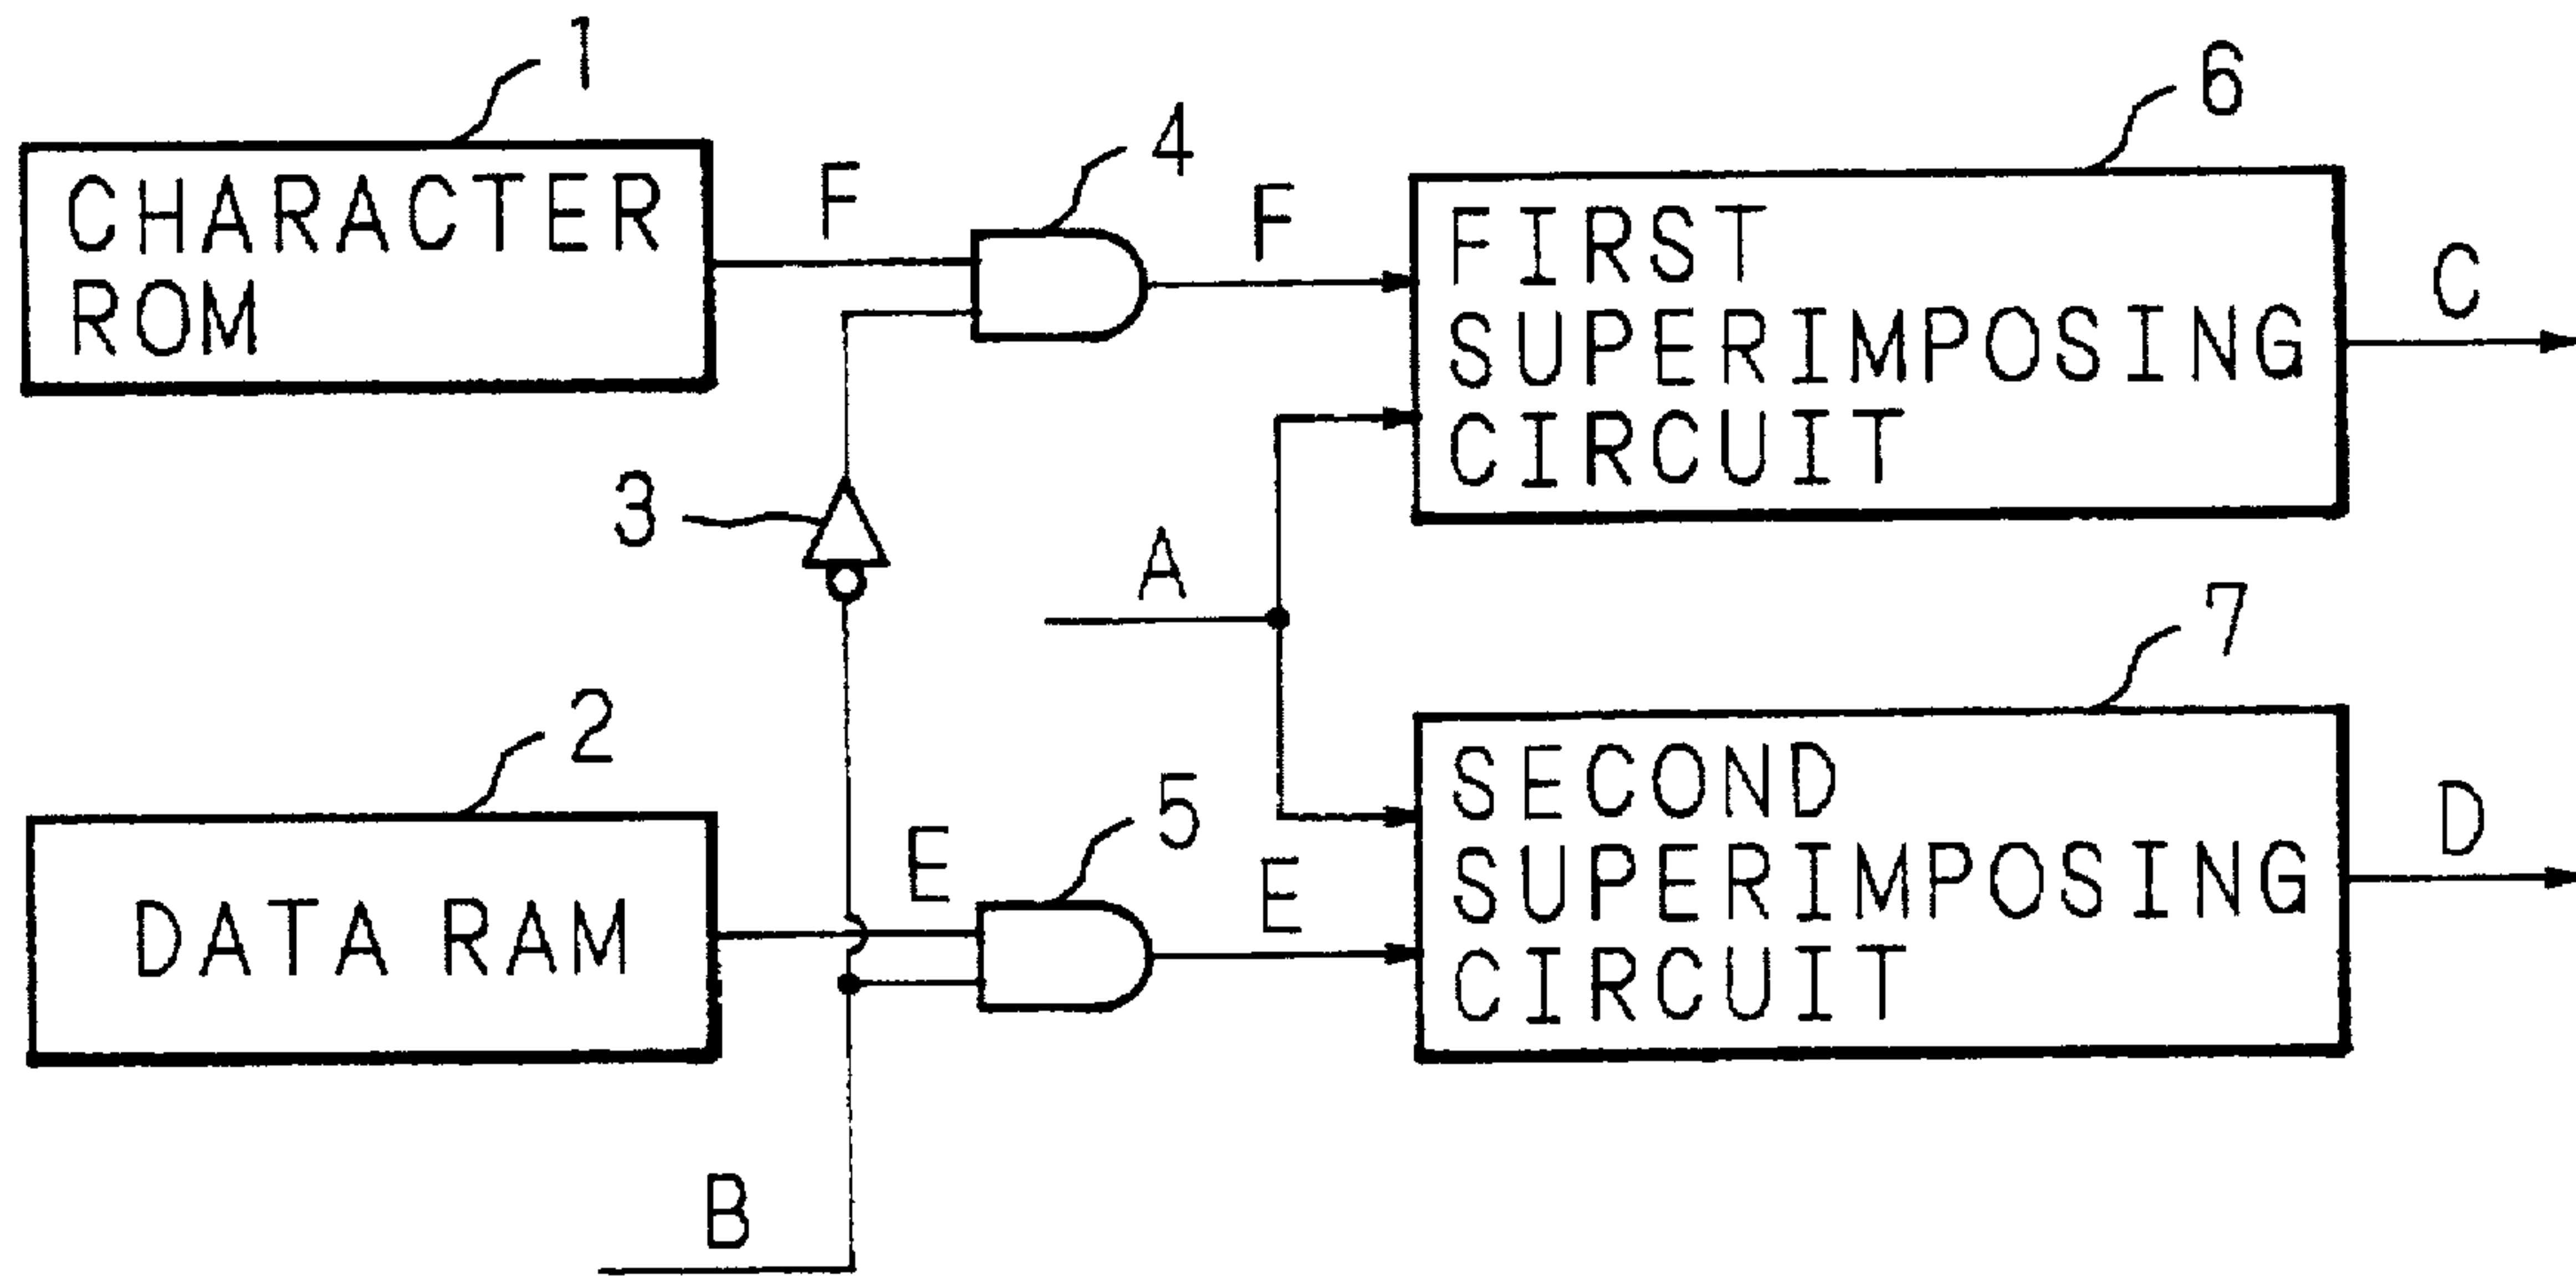 1
CHARACTER
ROM
F
4
F
6
FIRST
SUPERIMPOSING
CIRCUIT
C
3
A
2
DATA RAM
E
5
E
7
SECOND
SUPERIMPOSING
CIRCUIT
D
B